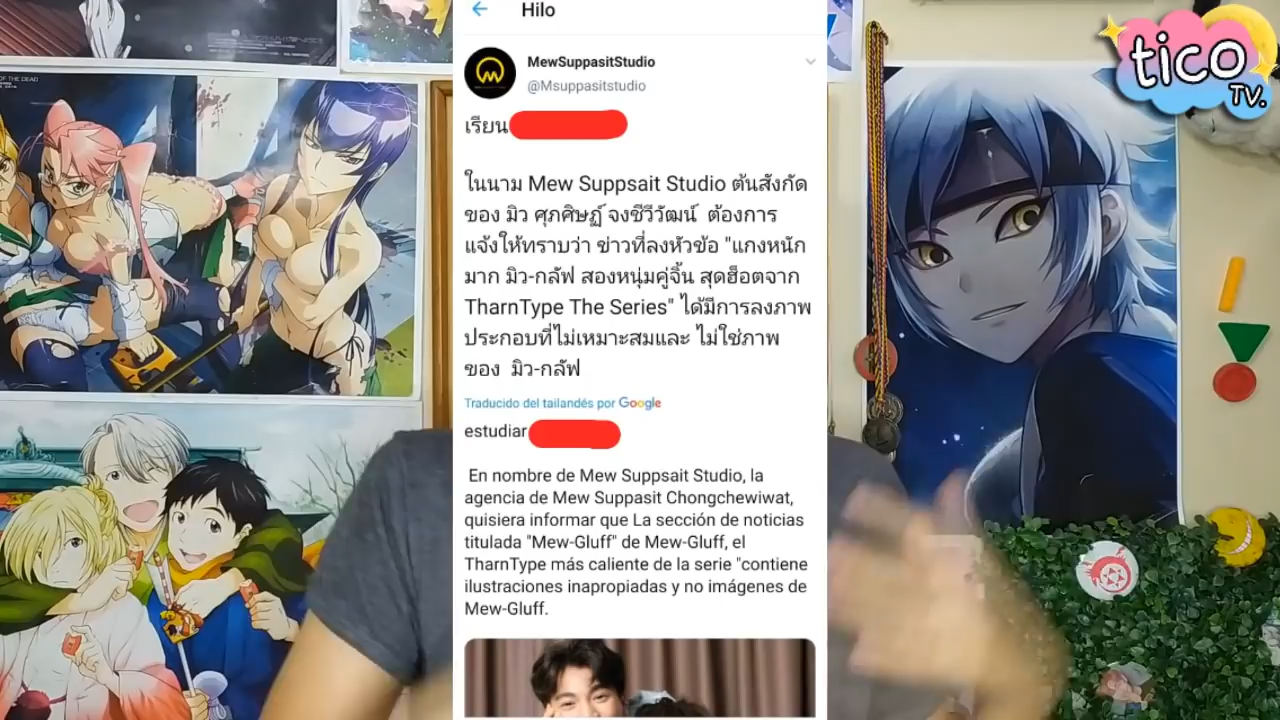 OF THE DEAD
Hilo
MewSuppasitStudio
@Msuppasitstudio
เรียน
ในนาม Mew Suppsait Studio ต้นสังกัด
ของ มิว ศุภศิษฏ์ จงชีวีวัฒน์ ต้องการ
แจ้งให้ทราบว่า ข่าวที่ลงหัวข้อ "แกงหนัก
มาก มิว-กลัฟ สองหนุ่มคู่จิ้น สุดฮ็อตจาก
TharnType The Series" ได้มีการลงภาพ
ประกอบที่ไม่เหมาะสมและ ไม่ใช่ภาพ
ของ มิว-กลัฟ
Traducido del tailandés por Google
estudiar
En nombre de Mew Suppsait Studio, la
agencia de Mew Suppasit Chongchewiwat,
quisiera informar que La sección de noticias
titulada "Mew-Gluff" de Mew-Gluff, el
TharnType más caliente de la serie "contiene
ilustraciones inapropiadas y no imágenes de
Mew-Gluff.
tico
TV.